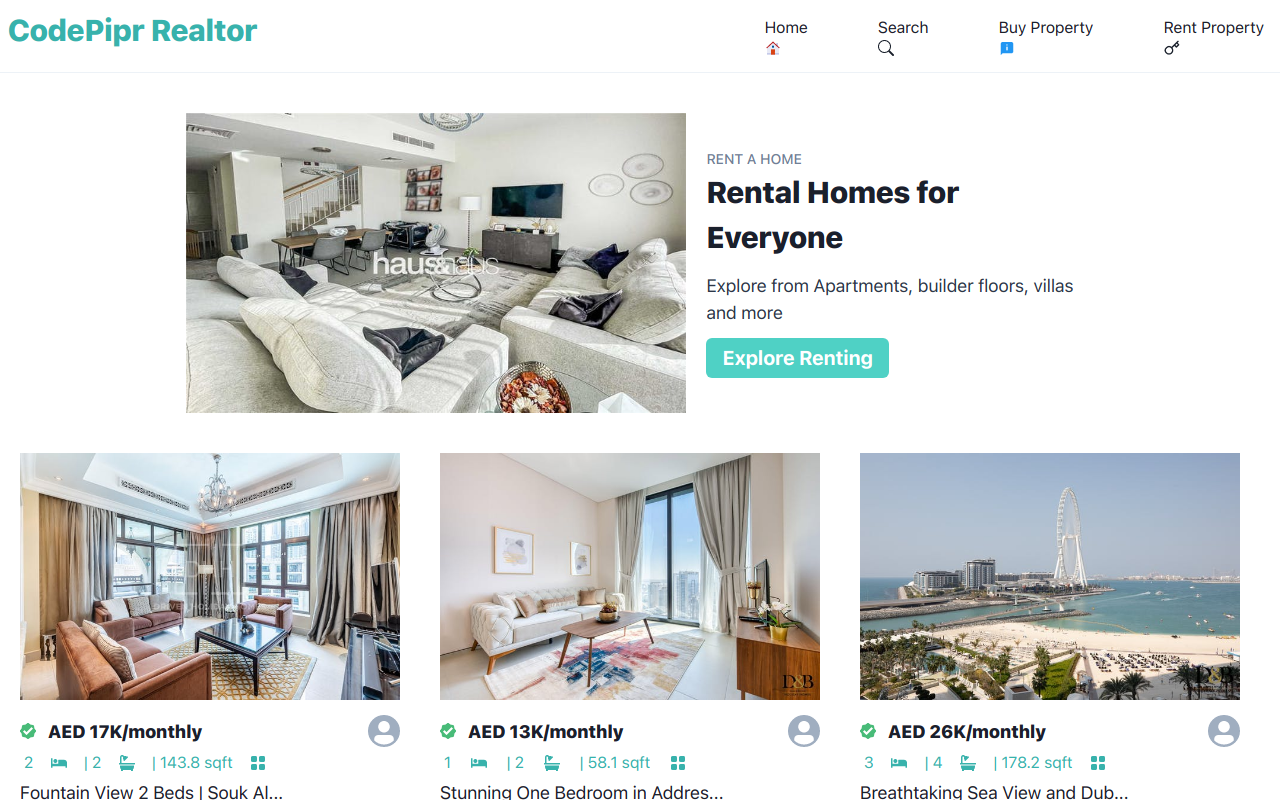 CodePipr Realtor
Home
Search
Buy Property
Rent Property
haus&haus
RENT A HOME
Rental Homes for
Everyone
Explore from Apartments, builder floors, villas
and more
Explore Renting
D&B
D&B
AED 17K/monthly
AED 13K/monthly
AED 26K/monthly
2 | 2 | 143.8 sqft
1 | 2 | 58.1 sqft
3 | 4 | 178.2 sqft
Fountain View 2 Beds | Souk Al...
Stunning One Bedroom in Addres...
Breathtaking Sea View and Dub...